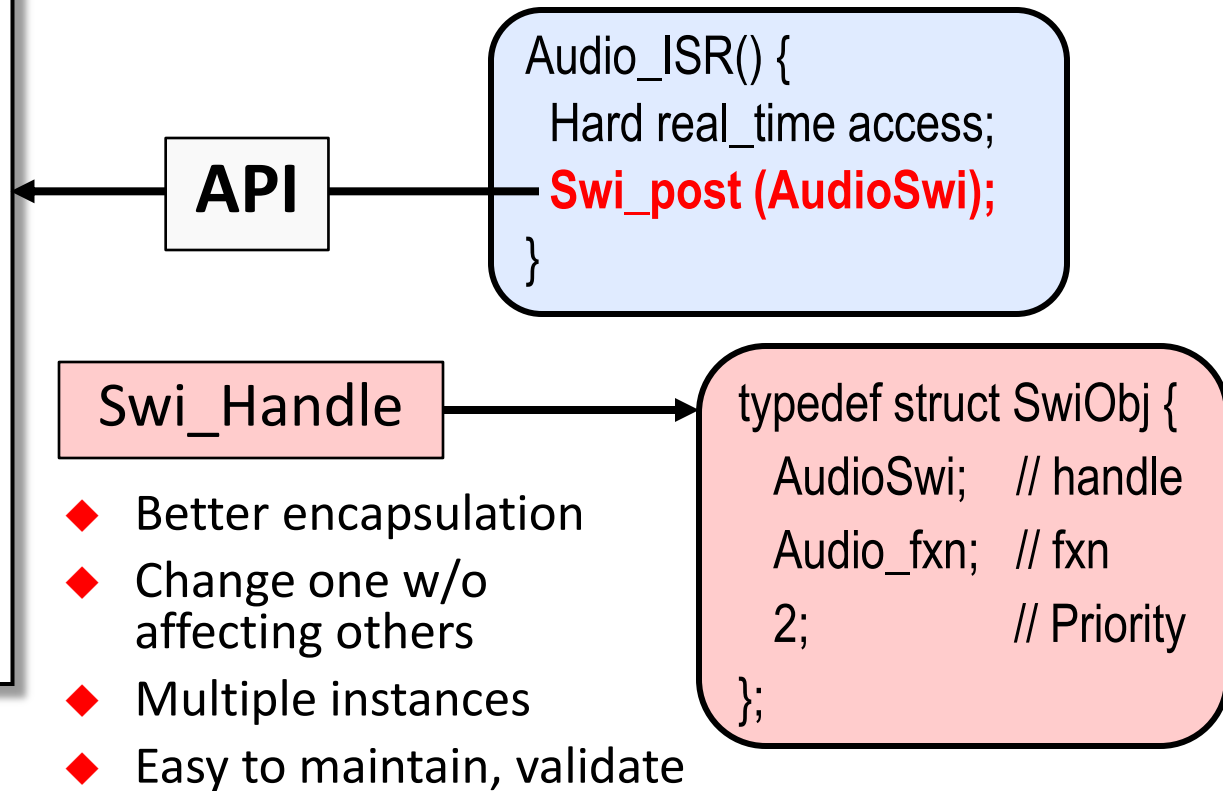 Audio_ISR() {
Hard real_time access;
Swi_post (AudioSwi);
}
API
Swi_Handle
Better encapsulation
Change one w/o
affecting others
Multiple instances
Easy to maintain, validate
typedef struct SwiObj {
AudioSwi; // handle
Audio_fxn; // fxn
2; // Priority
};